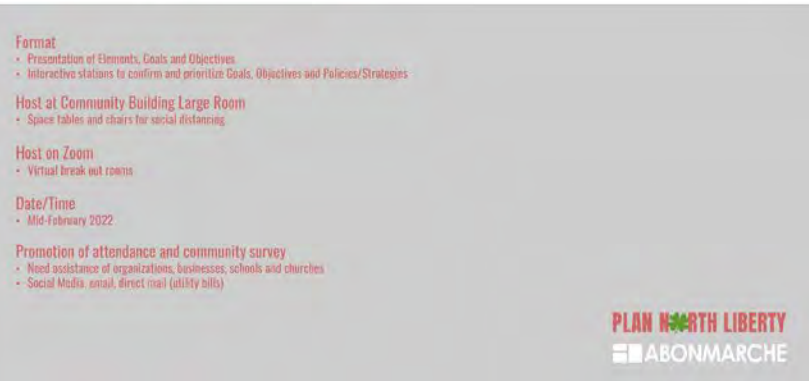 Format
• Presentation of Elements, Goals and Objectives
• Interactive stations to confirm and prioritize Goals, Objectives and Policies/Strategies
Host at Community Building Large Room
• Space tables and chairs for social distancing
Host on Zoom
• Virtual break out rooms
Date/Time
• Mid-February 2022
Promotion of attendance and community survey
• Need assistance of organizations, businesses, schools and churches
• Social Media, email, direct mail (utility bills)
PLAN NORTH LIBERTY
ABONMARCHE